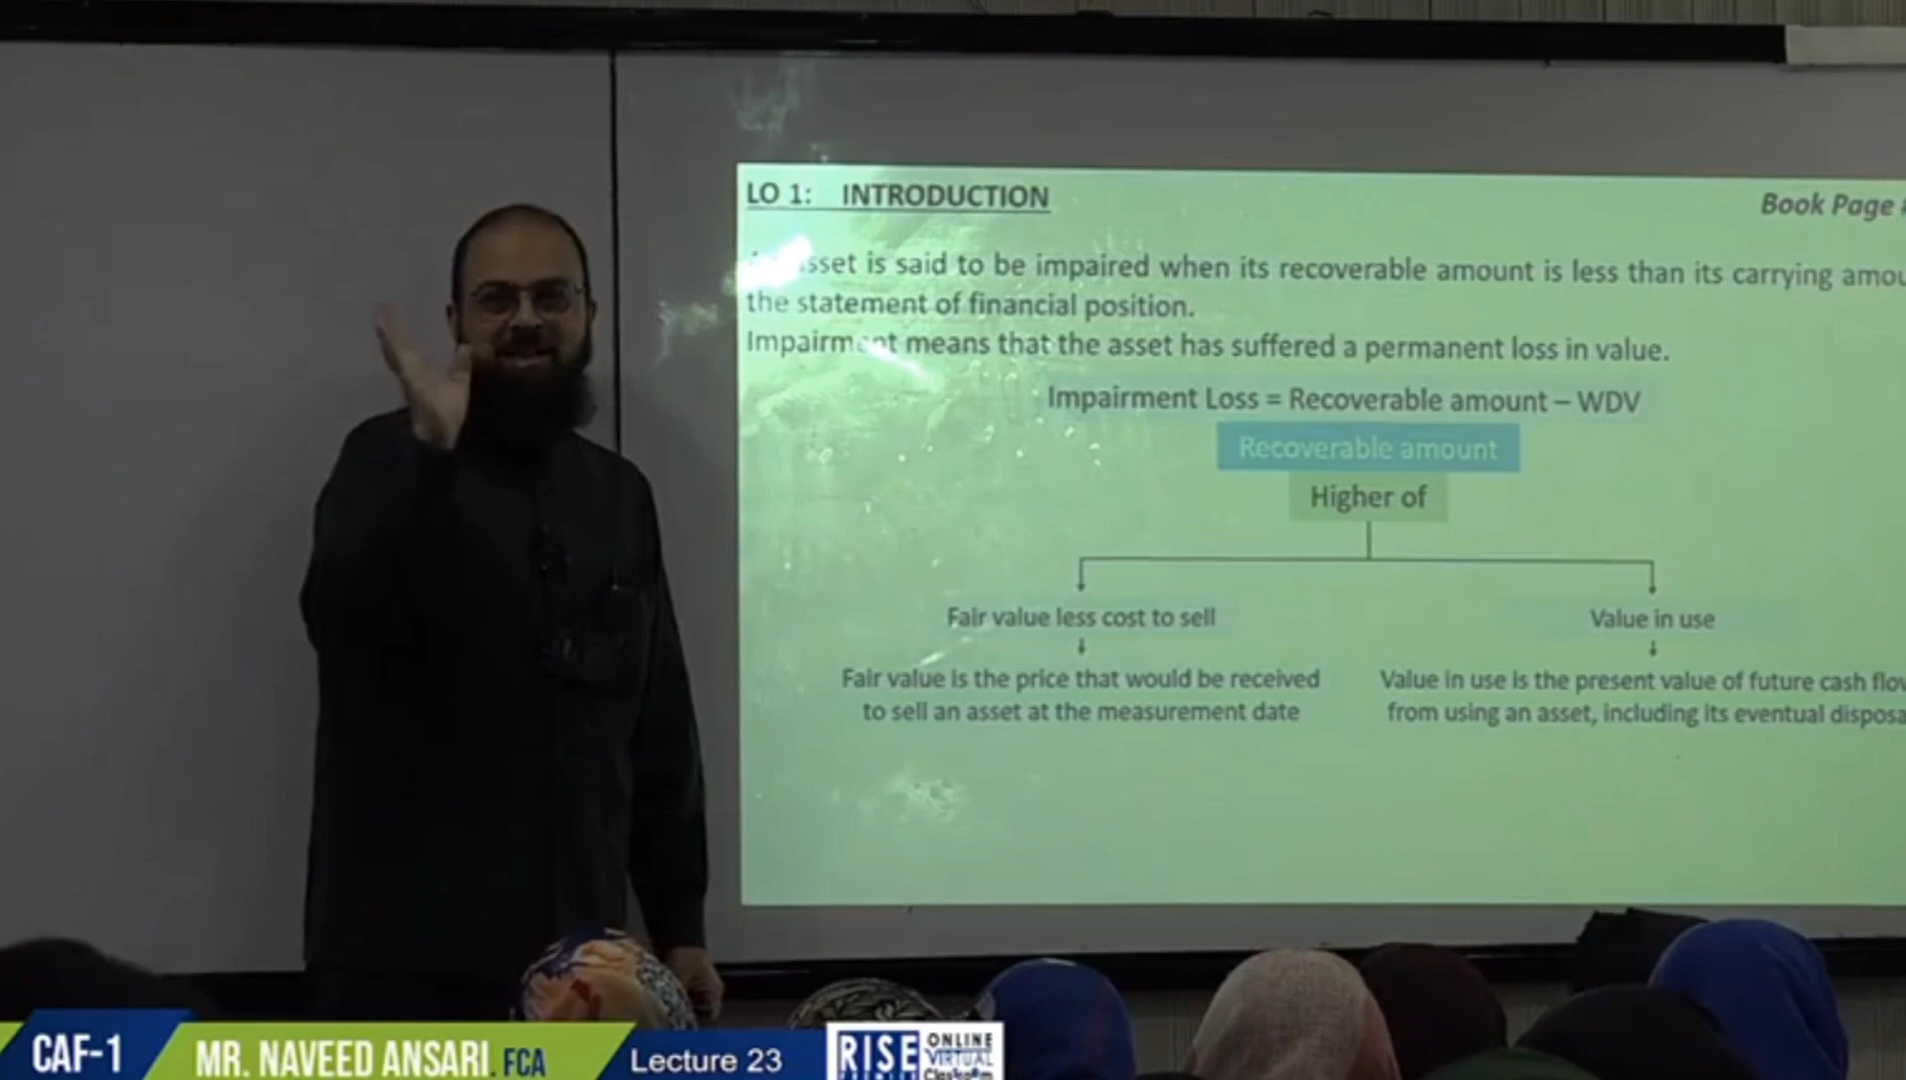 LO 1: INTRODUCTION
Book Page
asset is said to be impaired when its recoverable amount is less than its carrying
the statement of financial position.
Impairment means that the asset has suffered a permanent loss in value.
Impairment Loss = Recoverable amount – WDV
Recoverable amount
Higher of
Fair value less cost to sell
Value in use
Fair value is the price that would be received
to sell an asset at the measurement date
Value in use is the present value of future cash
from using an asset, including its eventual
CAF-1
MR. NAVEED ANSARI. FCA
Lecture 23
RISE
PREMIER
ONLINE
VIRTUAL
Classroom